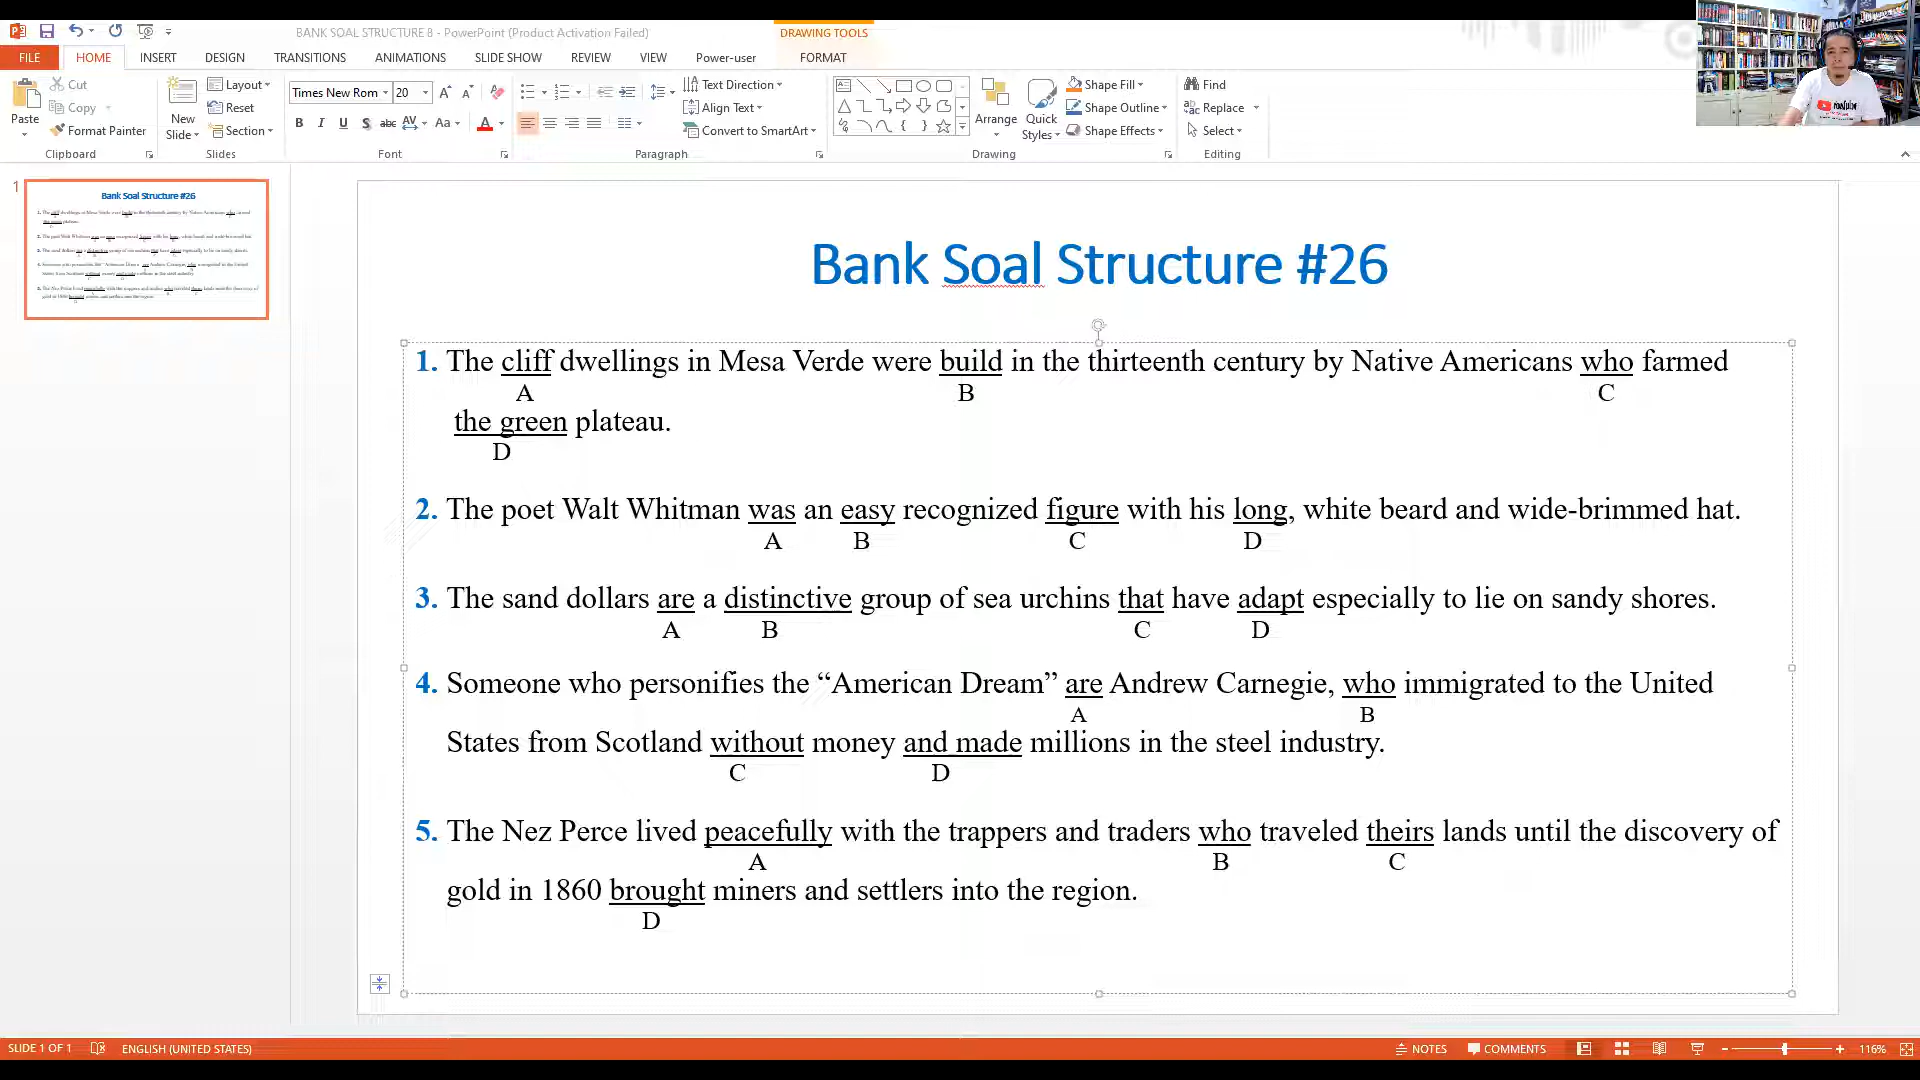 BANK SOAL STRUCTURE 8 - PowerPoint (Product Activation Failed)
DRAWING TOOLS
FILE HOME INSERT DESIGN TRANSITIONS ANIMATIONS SLIDE SHOW REVIEW VIEW Power-user FORMAT
Paste
Cut
Copy
Format Painter
Clipboard
New Slide
Layout
Reset
Section
Slides
Times New Rom 20
B I U S abc AV Aa A
Font
Paragraph
Text Direction
Align Text
Convert to SmartArt
Arrange
Quick Styles
Drawing
Shape Fill
Shape Outline
Shape Effects
Find
Replace
Select
Editing
1
Bank Soal Structure #26
Bank Soal Structure #26
1. The cliff dwellings in Mesa Verde were build in the thirteenth century by Native Americans who farmed
A B C
the green plateau.
D
2. The poet Walt Whitman was an easy recognized figure with his long, white beard and wide-brimmed hat.
A B C D
3. The sand dollars are a distinctive group of sea urchins that have adapt especially to lie on sandy shores.
A B C D
4. Someone who personifies the “American Dream” are Andrew Carnegie, who immigrated to the United
A B
States from Scotland without money and made millions in the steel industry.
C D
5. The Nez Perce lived peacefully with the trappers and traders who traveled theirs lands until the discovery of
A B C
gold in 1860 brought miners and settlers into the region.
D
SLIDE 1 OF 1 ENGLISH (UNITED STATES) NOTES COMMENTS 116%